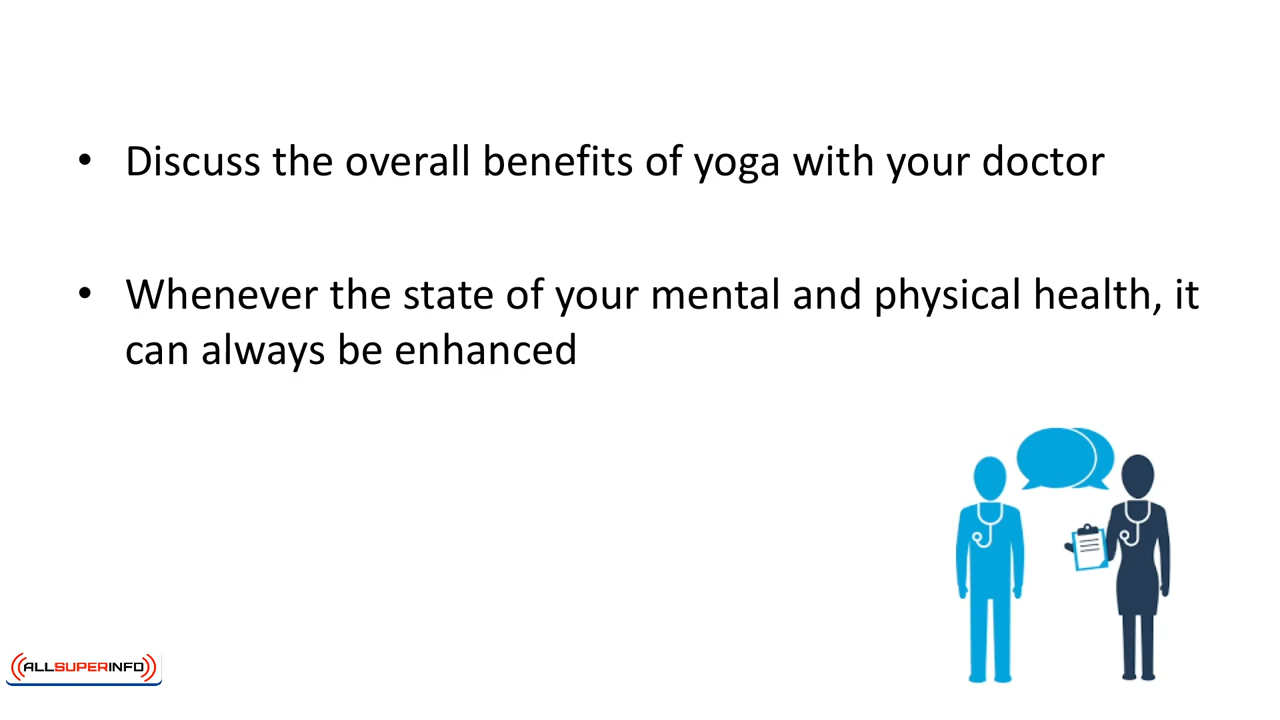 • Discuss the overall benefits of yoga with your doctor
• Whenever the state of your mental and physical health, it
can always be enhanced
ALLSUPERINFO